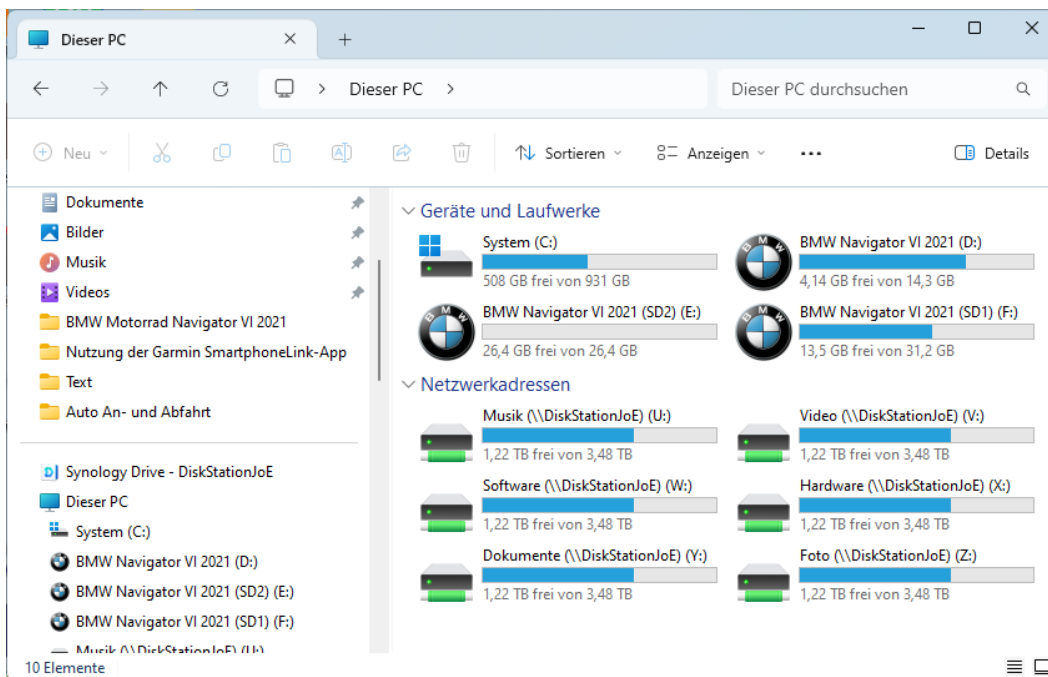 Dieser PC
Dieser PC
Dieser PC durchsuchen
Neu
Sortieren
Anzeigen
Details
Dokumente
Bilder
Musik
Videos
BMW Motorrad Navigator VI 2021
Nutzung der Garmin SmartphoneLink-App
Text
Auto An- und Abfahrt
Synology Drive - DiskStationJoE
Dieser PC
System (C:)
BMW Navigator VI 2021 (D:)
BMW Navigator VI 2021 (SD2) (E:)
BMW Navigator VI 2021 (SD1) (F:)
Musik (\\DiskStationJoE) (U:)
Geräte und Laufwerke
System (C:)
508 GB frei von 931 GB
BMW Navigator VI 2021 (D:)
4,14 GB frei von 14,3 GB
BMW Navigator VI 2021 (SD2) (E:)
26,4 GB frei von 26,4 GB
BMW Navigator VI 2021 (SD1) (F:)
13,5 GB frei von 31,2 GB
Netzwerkadressen
Musik (\\DiskStationJoE) (U:)
1,22 TB frei von 3,48 TB
Video (\\DiskStationJoE) (V:)
1,22 TB frei von 3,48 TB
Software (\\DiskStationJoE) (W:)
1,22 TB frei von 3,48 TB
Hardware (\\DiskStationJoE) (X:)
1,22 TB frei von 3,48 TB
Dokumente (\\DiskStationJoE) (Y:)
1,22 TB frei von 3,48 TB
Foto (\\DiskStationJoE) (Z:)
1,22 TB frei von 3,48 TB
10 Elemente